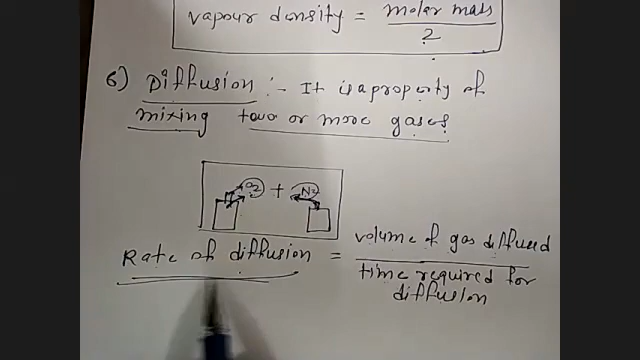 vapour density = molar mass / 2
6) Diffusion :- It is a property of
mixing two or more gases
O2 + N2
Rate of diffusion = volume of gas diffused / time required for diffusion